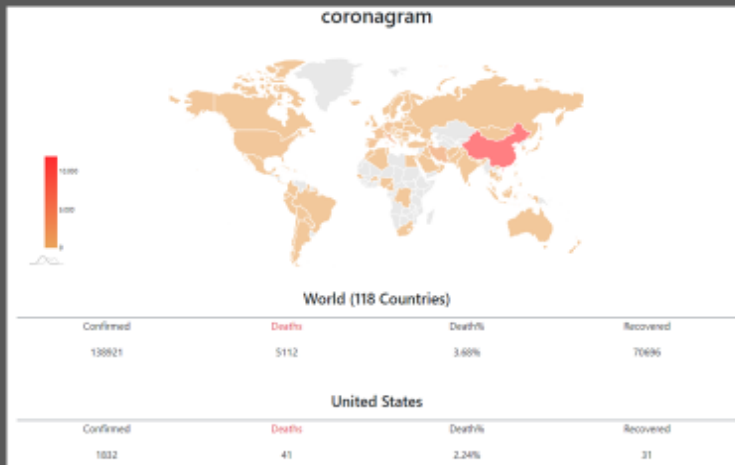 coronagram
World (118 Countries)
Confirmed Deaths Death% Recovered
138921 5112 3.68% 70696
United States
Confirmed Deaths Death% Recovered
1832 41 2.24% 31